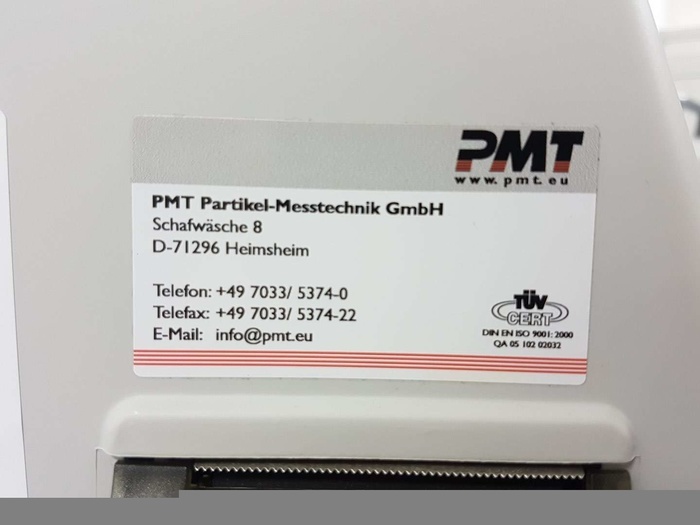 PMT
www.pmt.eu
PMT Partikel-Messtechnik GmbH
Schafwäsche 8
D-71296 Heimsheim
Telefon: +49 7033/ 5374-0
Telefax: +49 7033/ 5374-22
E-Mail: info@pmt.eu
TÜV
CERT
DIN EN ISO 9001: 2000
QA 05 102 02032